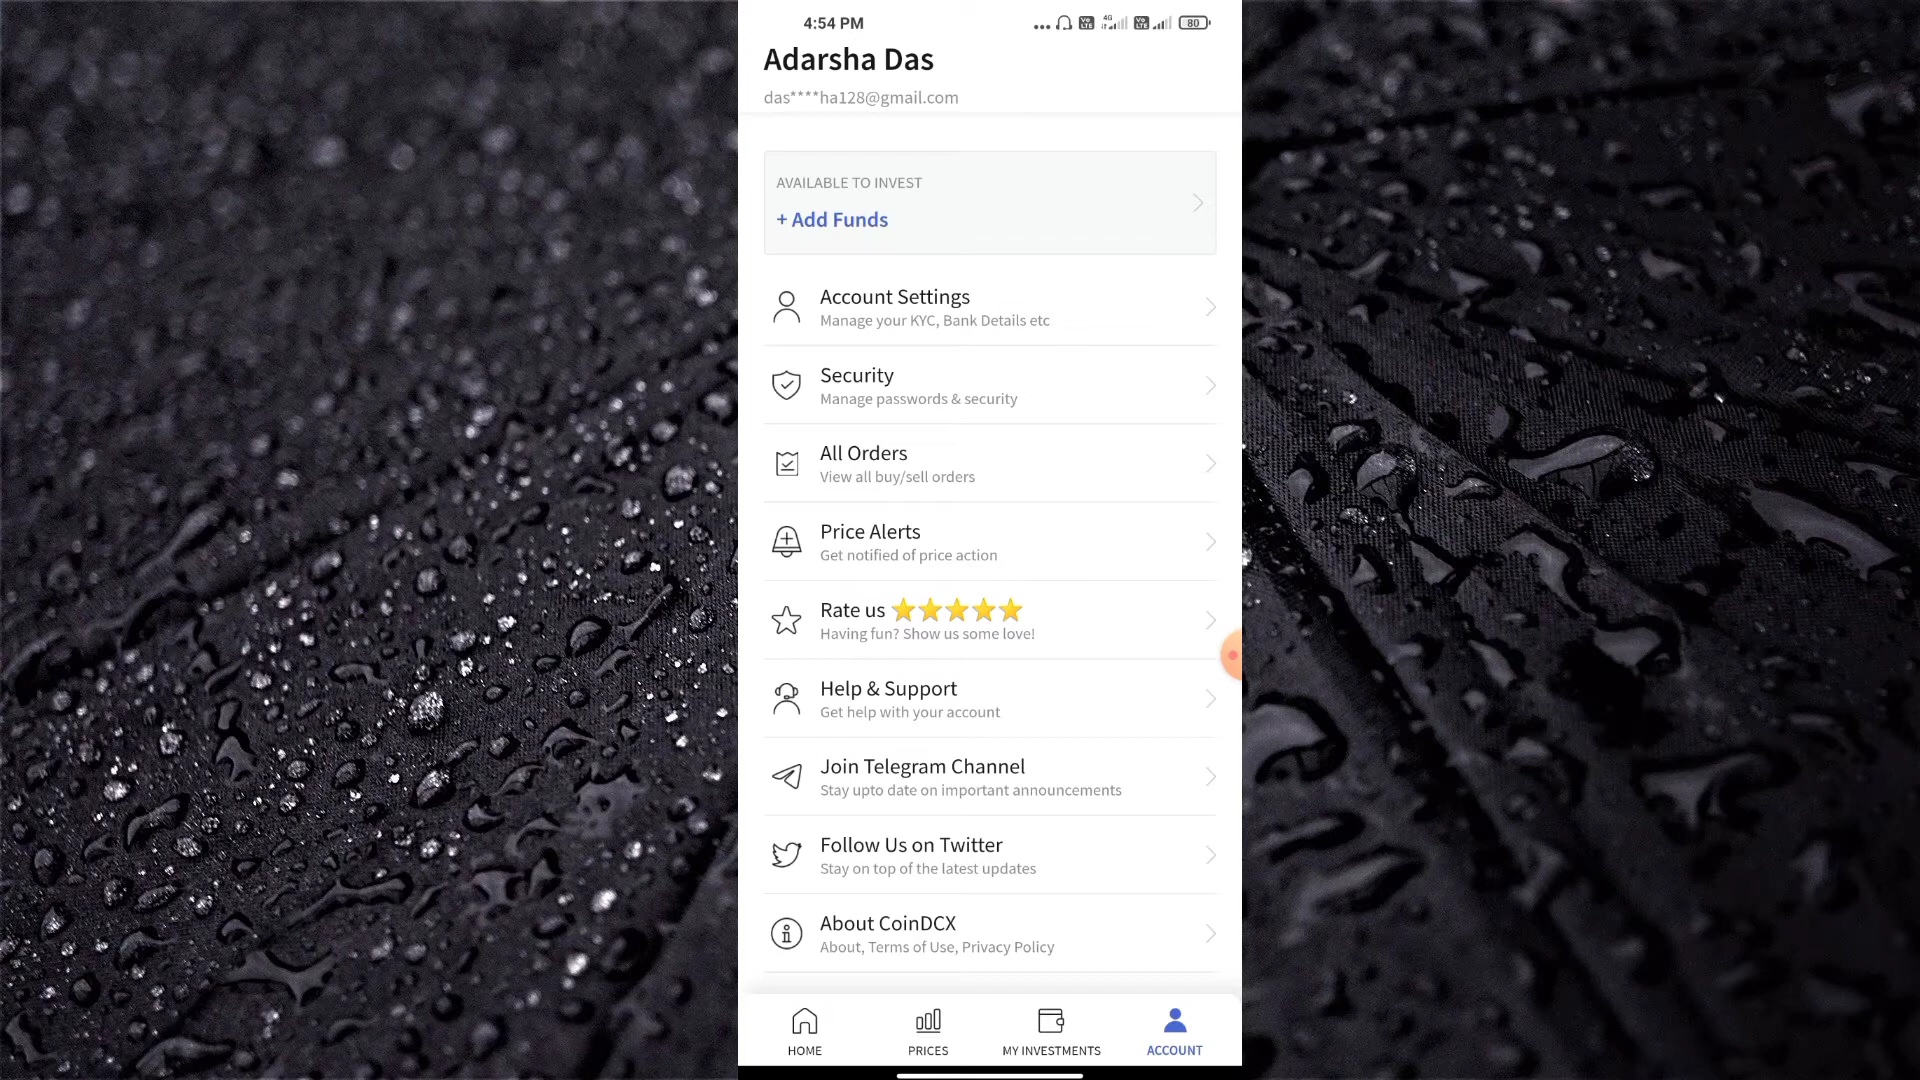 4:54 PM
4G
80
Adarsha Das
das****ha128@gmail.com
AVAILABLE TO INVEST
+ Add Funds
Account Settings
Manage your KYC, Bank Details etc
Security
Manage passwords & security
All Orders
View all buy/sell orders
Price Alerts
Get notified of price action
Rate us ⭐⭐⭐⭐⭐
Having fun? Show us some love!
Help & Support
Get help with your account
Join Telegram Channel
Stay upto date on important announcements
Follow Us on Twitter
Stay on top of the latest updates
About CoinDCX
About, Terms of Use, Privacy Policy
HOME
PRICES
MY INVESTMENTS
ACCOUNT